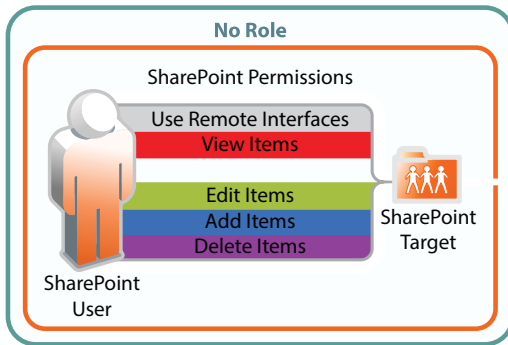 No Role
SharePoint Permissions
Use Remote Interfaces
View Items
Edit Items
Add Items
Delete Items
SharePoint
Target
SharePoint
User